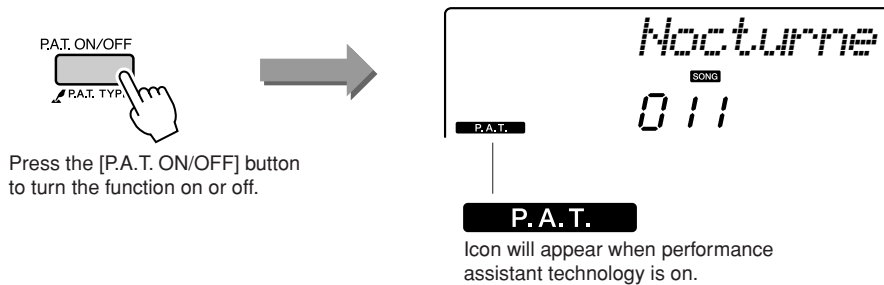 P.A.T. ON/OFF
P.A.T. TYP
Press the [P.A.T. ON/OFF] button
to turn the function on or off.
Nocturne
SONG
011
P.A.T.
P.A.T.
Icon will appear when performance
assistant technology is on.